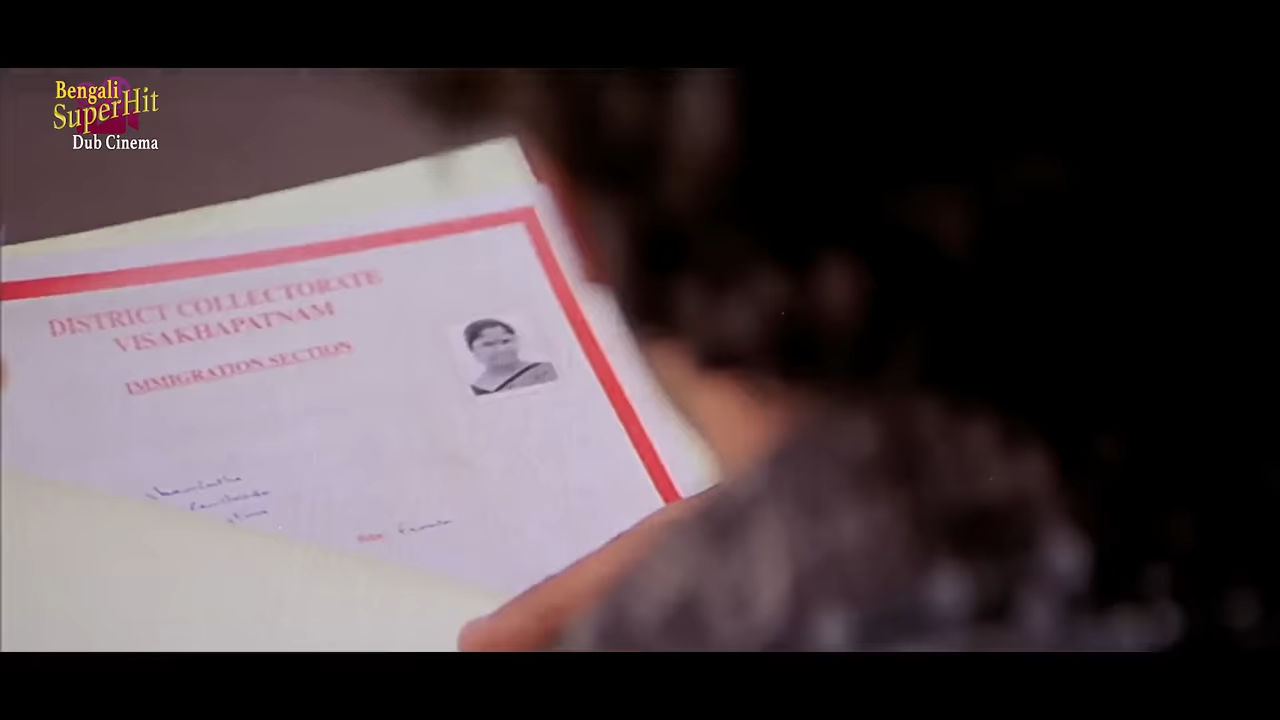 Bengali
SuperHit
Dub Cinema
DISTRICT COLLECTORATE
VISAKHAPATNAM
IMMIGRATION SECTION